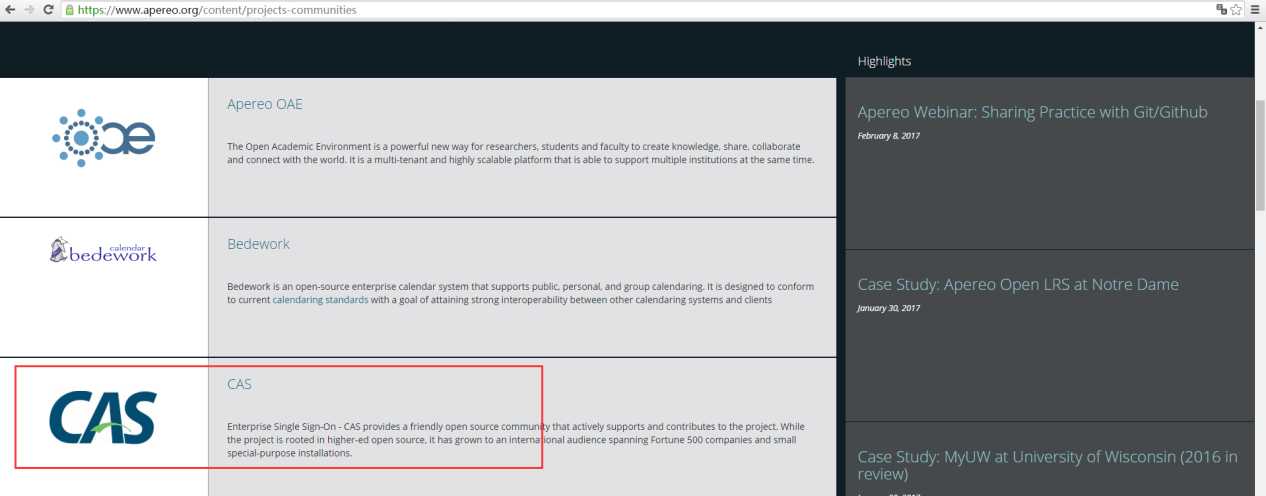 https://www.apereo.org/content/projects-communities
Highlights
oae
Apereo OAE
The Open Academic Environment is a powerful new way for researchers, students and faculty to create knowledge, share, collaborate
and connect with the world. It is a multi-tenant and highly scalable platform that is able to support multiple institutions at the same time.
calendar
bedework
Bedework
Bedework is an open-source enterprise calendar system that supports public, personal, and group calendaring. It is designed to conform
to current calendaring standards with a goal of attaining strong interoperability between other calendaring systems and clients
CAS
CAS
Enterprise Single Sign-On - CAS provides a friendly open source community that actively supports and contributes to the project. While
the project is rooted in higher-ed open source, it has grown to an international audience spanning Fortune 500 companies and small
special-purpose installations.
Apereo Webinar: Sharing Practice with Git/Github
February 8, 2017
Case Study: Apereo Open LRS at Notre Dame
January 30, 2017
Case Study: MyUW at University of Wisconsin (2016 in
review)